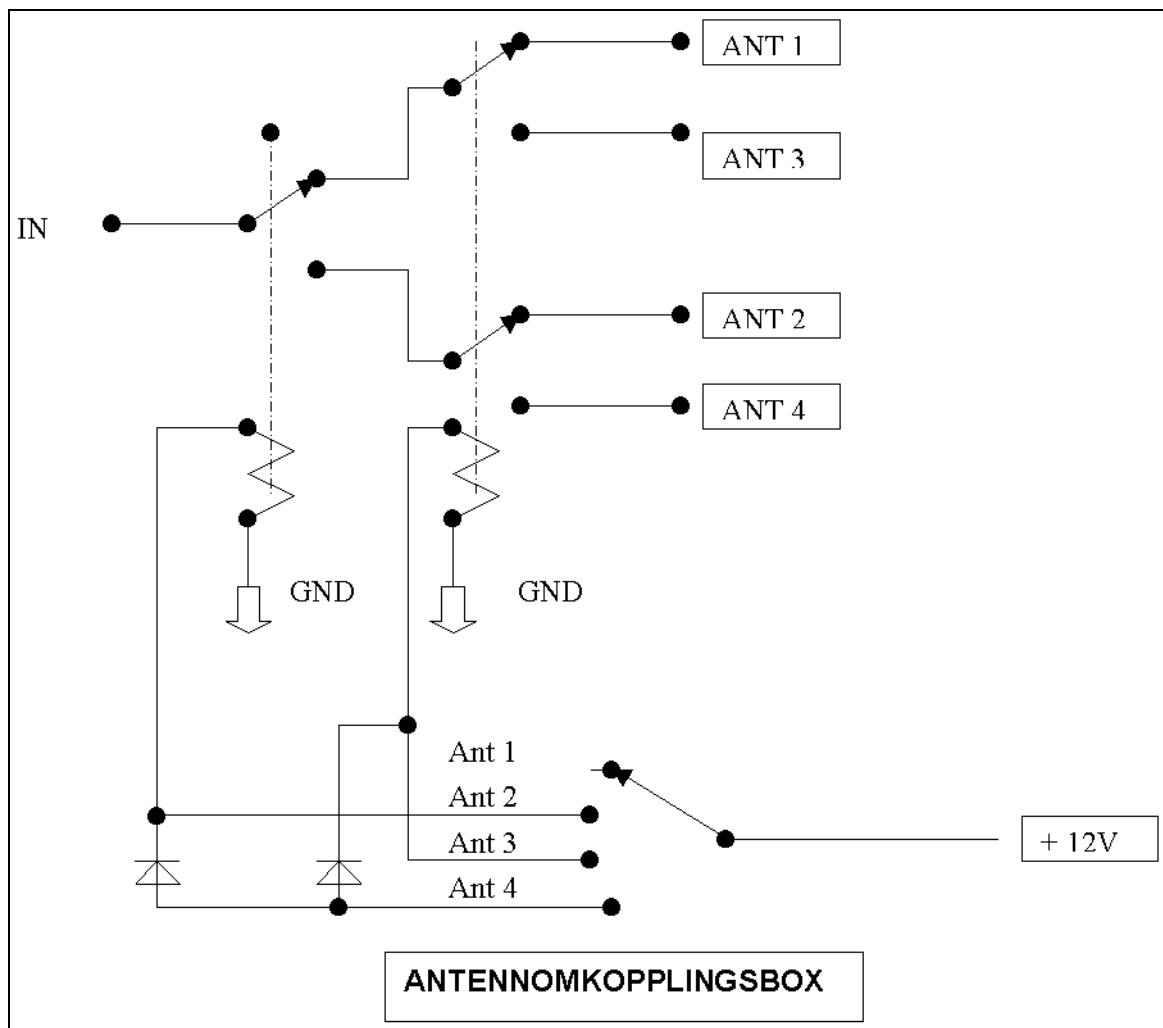 ANT 1
ANT 3
IN
ANT 2
ANT 4
GND
GND
Ant 1
Ant 2
Ant 3
+ 12V
Ant 4
ANTENNOMKOPPLINGSBOX